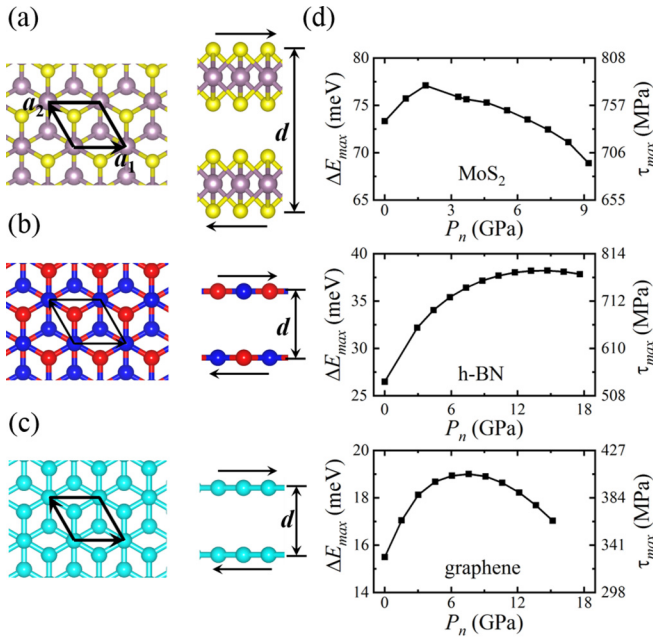 (a)
a₂
a₁
d
(b)
d
(c)
d
(d)
80
75
70
65
ΔEₘₐₓ (meV)
808
757
706
655
τₘₐₓ (MPa)
MoS₂
0 3 6 9
Pₙ (GPa)
40
35
30
25
ΔEₘₐₓ (meV)
814
712
610
508
τₘₐₓ (MPa)
h-BN
0 6 12 18
Pₙ (GPa)
20
18
16
14
ΔEₘₐₓ (meV)
427
384
341
298
τₘₐₓ (MPa)
graphene
0 6 12 18
Pₙ (GPa)